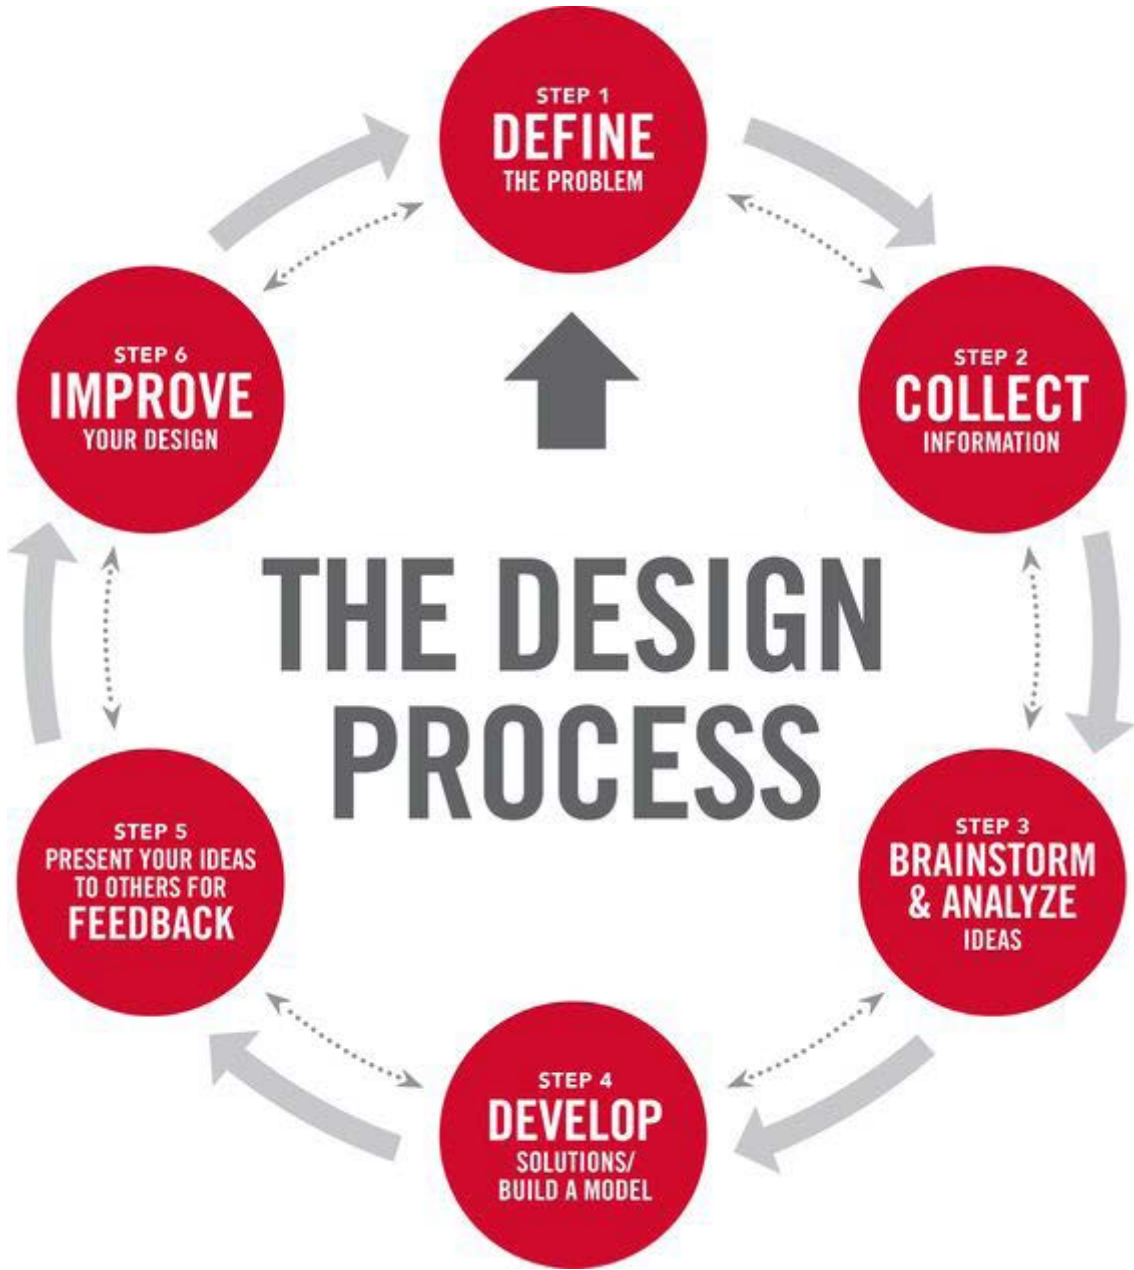 STEP 1
DEFINE
THE PROBLEM
STEP 2
COLLECT
INFORMATION
STEP 3
BRAINSTORM
& ANALYZE
IDEAS
STEP 4
DEVELOP
SOLUTIONS/
BUILD A MODEL
STEP 5
PRESENT YOUR IDEAS
TO OTHERS FOR
FEEDBACK
STEP 6
IMPROVE
YOUR DESIGN
THE DESIGN
PROCESS